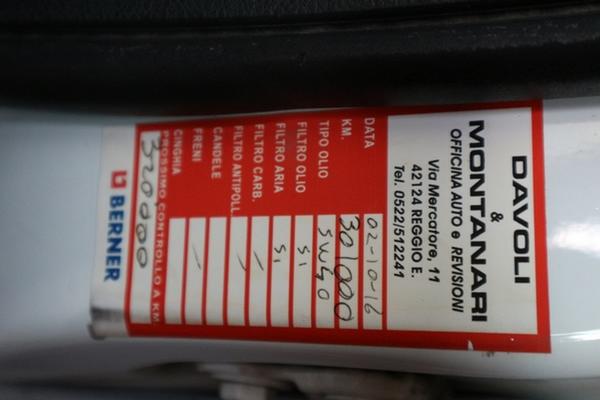 DAVOLI
&
MONTANARI
OFFICINA AUTO e REVISIONI
Via Mercatore, 11
42124 REGGIO E.
Tel. 0522/512241
DATA 02-10-16
KM. 301000
TIPO OLIO 5W40
FILTRO OLIO SI
FILTRO ARIA SI
FILTRO CARB. /
FILTRO ANTIPOLL /
CANDELE
FRENI /
CINGHIA
PROSSIMO CONTROLLO A KM.
320000
BERNER